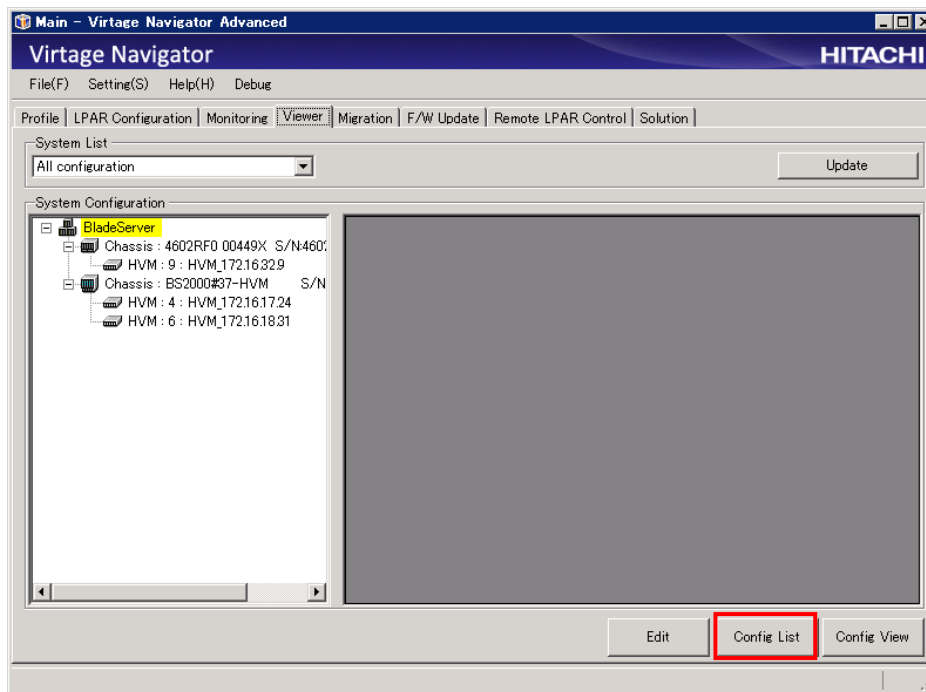 Main - Virtage Navigator Advanced
Virtage Navigator
HITACHI
File(F) Setting(S) Help(H) Debug
Profile LPAR Configuration Monitoring Viewer Migration F/W Update Remote LPAR Control Solution
System List
All configuration
Update
System Configuration
BladeServer
Chassis : 4602RF0 00449X S/N:460
HVM : 9 : HVM_172.16.32.9
Chassis : BS2000#37-HVM S/N
HVM : 4 : HVM_172.16.17.24
HVM : 6 : HVM_172.16.18.31
Edit Config List Config View